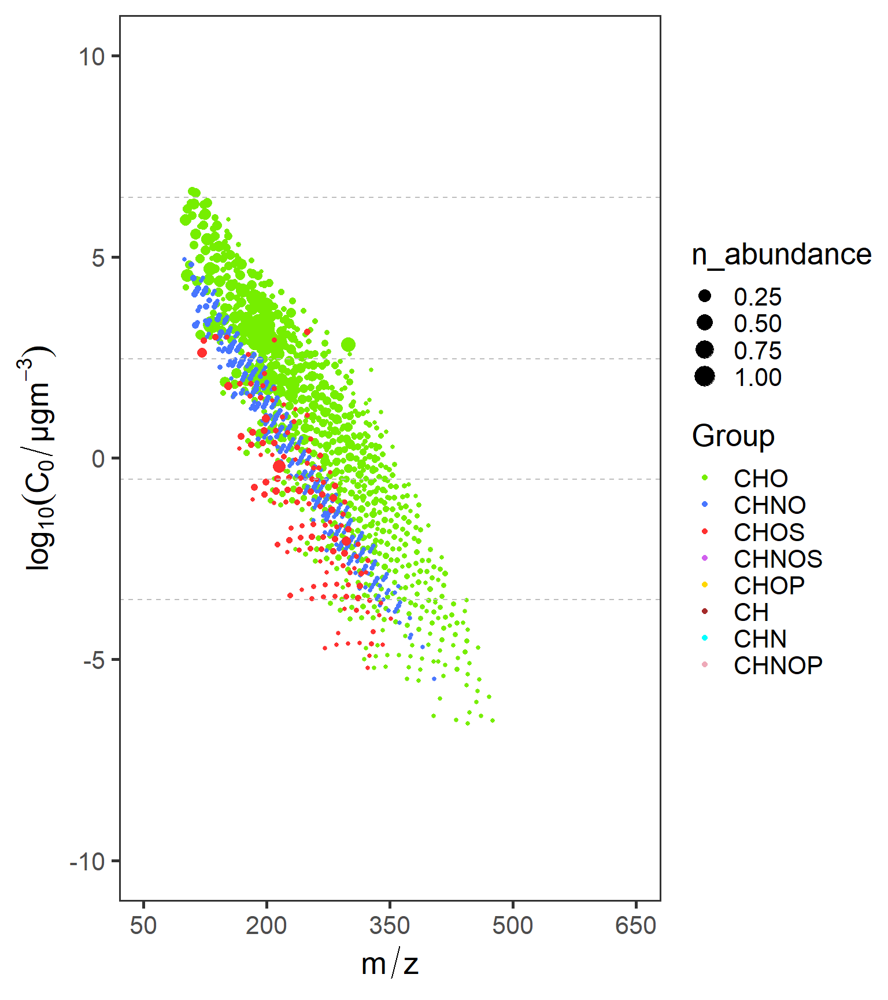 10
5
0
-5
-10
log₁₀(C₀/µgm⁻³)
50 200 350 500 650
m/z
n_abundance
0.25
0.50
0.75
1.00
Group
CHO
CHNO
CHOS
CHNOS
CHOP
CH
CHN
CHNOP